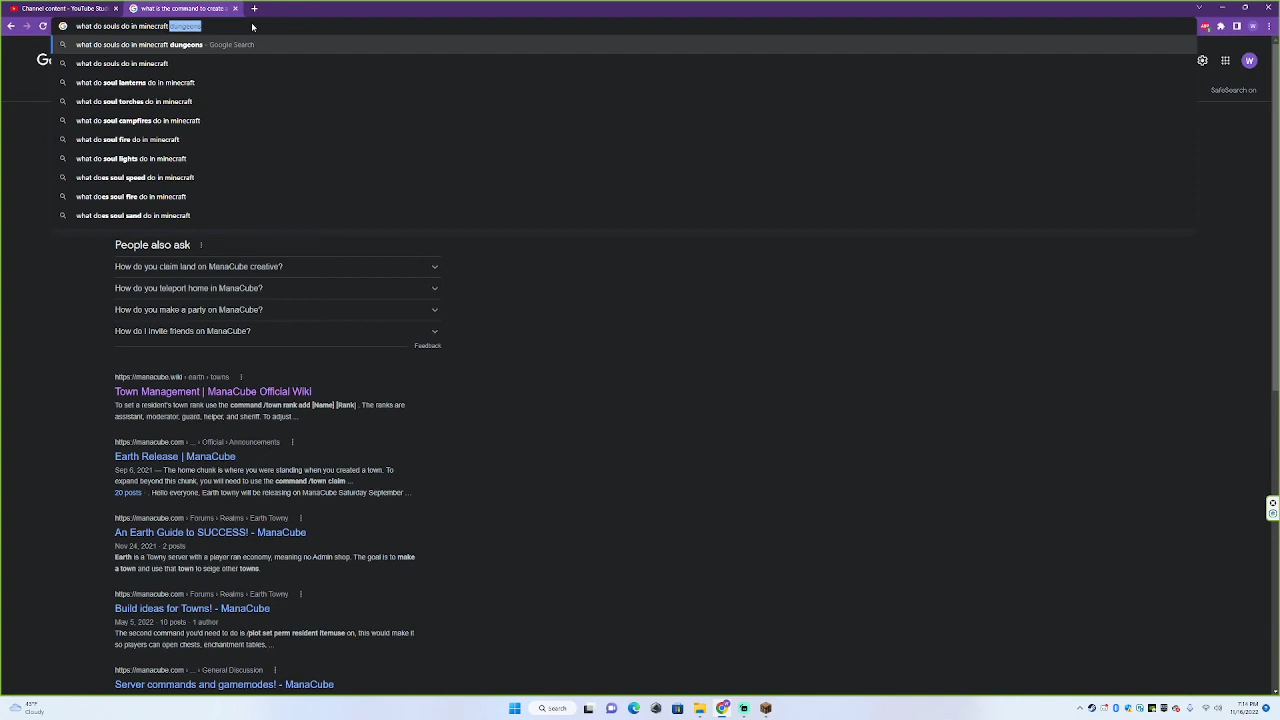 Channel content - YouTube Stud
what is the command to create a
what do souls do in minecraft dungeons
what do souls do in minecraft dungeons - Google Search
what do souls do in minecraft
what do soul lanterns do in minecraft
what do soul torches do in minecraft
what do soul campfires do in minecraft
what do soul fire do in minecraft
what do soul lights do in minecraft
what does soul speed do in minecraft
what does soul fire do in minecraft
what does soul sand do in minecraft
Go
W
SafeSearch on
People also ask
How do you claim land on ManaCube creative?
How do you teleport home in ManaCube?
How do you make a party on ManaCube?
How do I invite friends on ManaCube?
Feedback
https://manacube.wiki › earth › towns
Town Management | ManaCube Official Wiki
To set a resident's town rank use the command /town rank add [Name] [Rank] . The ranks are
assistant, moderator, guard, helper, and sheriff. To adjust ...
https://manacube.com › ... › Official › Announcements
Earth Release | ManaCube
Sep 6, 2021 — The home chunk is where you were standing when you created a town. To
expand beyond this chunk, you will need to use the command /town claim ...
20 posts · Hello everyone, Earth towny will be releasing on ManaCube Saturday September ...
https://manacube.com › Forums › Realms › Earth Towny
An Earth Guide to SUCCESS! - ManaCube
Nov 24, 2021 · 2 posts
Earth is a Towny server with a player ran economy, meaning no Admin shop. The goal is to make
a town and use that town to seige other towns.
https://manacube.com › Forums › Realms › Earth Towny
Build ideas for Towns! - ManaCube
May 5, 2022 · 10 posts · 1 author
The second command you'd need to do is /plot set perm resident itemuse on, this would make it
so players can open chests, enchantment tables, ...
https://manacube.com › ... › General Discussion
Server commands and gamemodes! - ManaCube
43°F
Cloudy
Search
7:14 PM
11/16/2022